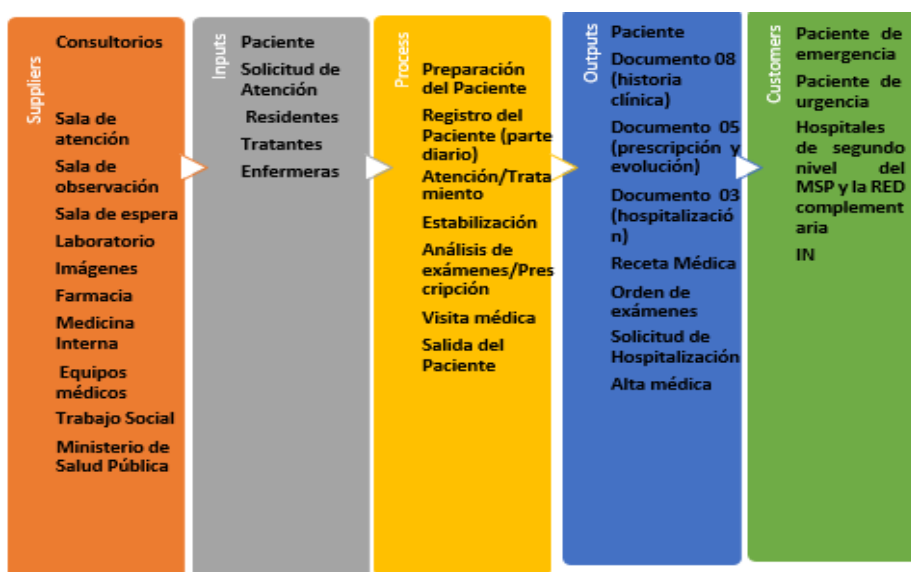 Suppliers
Consultorios
Sala de
atención
Sala de
observación
Sala de espera
Laboratorio
Imágenes
Farmacia
Medicina
Interna
Equipos
médicos
Trabajo Social
Ministerio de
Salud Pública
Inputs
Paciente
Solicitud de
Atención
Residentes
Tratantes
Enfermeras
Process
Preparación
del Paciente
Registro del
Paciente (parte
diario)
Atención/Trata
miento
Estabilización
Análisis de
exámenes/Pres
cripción
Visita médica
Salida del
Paciente
Outputs
Paciente
Documento 08
(historia
clínica)
Documento 05
(prescripción y
evolución)
Documento 03
(hospitalizació
n)
Receta Médica
Orden de
exámenes
Solicitud de
Hospitalización
Alta médica
Customers
Paciente de
emergencia
Paciente de
urgencia
Hospitales
de segundo
nivel del
MSP y la RED
complement
aria
IN